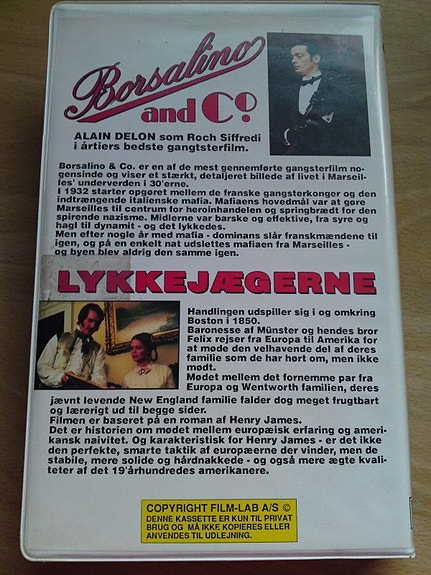 Borsalino
and Co.
ALAIN DELON som Roch Siffredi
i årtiers bedste gangsterfilm.
Borsalino & Co. er en af de mest gennemførte gangsterfilm no-
gensinde og viser et stærkt, detaljeret billede af livet i Marseil-
les' underverden i 30'erne.
I 1932 starter opgøret mellem de franske gangsterkonger og den
indtrængende italienske mafia. Mafiaens hovedmål var at gøre
Marseilles til centrum for heroinhandelen og springbrædt for den
spirende nazisme. Midlerne var barske og effektive, fra syre og
hagl til dynamit - og det lykkedes.
Men efter nogle år med mafia - dominans slår franskmændene til
igen, og på en enkelt nat udslettes mafiaen fra Marseilles -
og byen blev aldrig den samme igen.
LYKKEJÆGERNE
Handlingen udspiller sig i og omkring
Boston i 1850.
Baronesse af Münster og hendes bror
Felix rejser fra Europa til Amerika for
at møde den velhavende del af deres
familie som de har hørt om, men ikke
mødt.
Mødet mellem det fornemme par fra
Europa og Wentworth familien, deres
jævnt levende New England familie falder dog meget frugtbart
og lærerigt ud til begge sider.
Filmen er baseret på en roman af Henry James.
Det er historien om mødet mellem europæisk erfaring og ameri-
kansk naivitet. Og karakteristisk for Henry James - er det ikke
den perfekte, smarte taktik af europæerne der vinder, men de
stabile, mere solide og hårdnakkede - og også mere ægte kvali-
teter af det 19'århundredes amerikanere.
COPYRIGHT FILM-LAB A/S ©
DENNE KASSETTE ER KUN TIL PRIVAT
BRUG OG MÅ IKKE KOPIERES ELLER
ANVENDES TIL UDLEJNING.